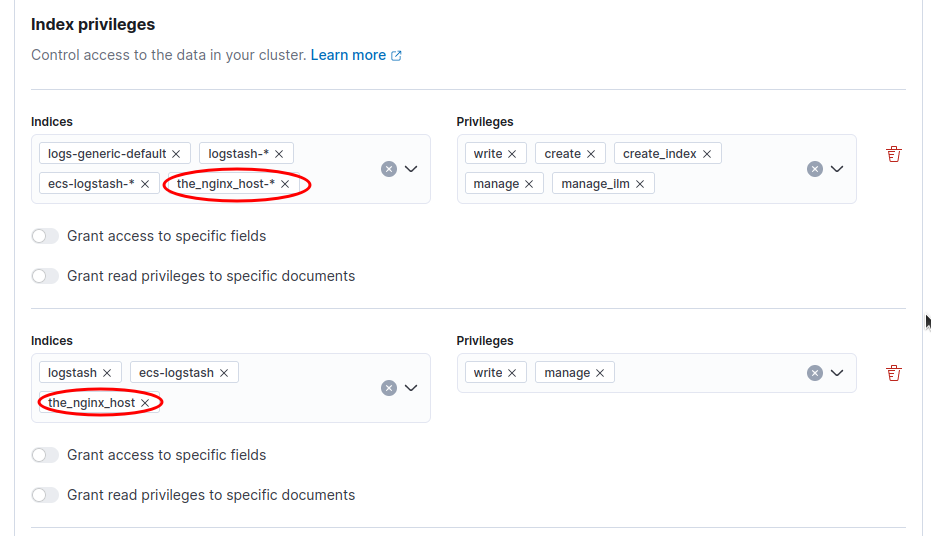 Index privileges
Control access to the data in your cluster. Learn more
Indices
Privileges
logs-generic-default logstash-*
ecs-logstash-* the_nginx_host-*
write create create_index
manage manage_ilm
Grant access to specific fields
Grant read privileges to specific documents
Indices
Privileges
logstash ecs-logstash
the_nginx_host
write manage
Grant access to specific fields
Grant read privileges to specific documents